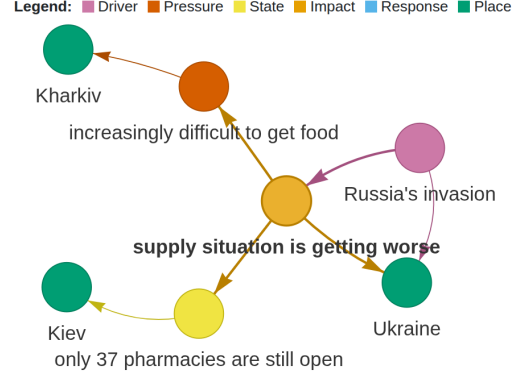 Legend: Driver Pressure State Impact Response Place
Kharkiv
increasingly difficult to get food
Russia's invasion
supply situation is getting worse
Kiev
Ukraine
only 37 pharmacies are still open